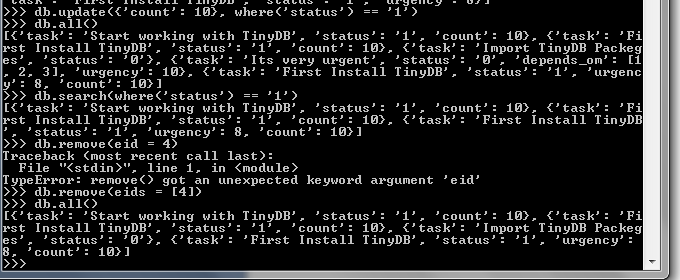 >>> db.update({'count': 10}, where('status') == '1')
>>> db.all()
[{'task': 'Start working with TinyDB', 'status': '1', 'count': 10}, {'task': 'Fi
rst Install TinyDB', 'status': '1', 'count': 10}, {'task': 'Import TinyDB Packeg
es', 'status': '0'}, {'task': 'Its very urgent', 'status': '0', 'depends_om': [1
, 2, 3], 'urgency': 10}, {'task': 'First Install TinyDB', 'status': '1', 'urgenc
y': 8, 'count': 10}]
>>> db.search(where('status') == '1')
[{'task': 'Start working with TinyDB', 'status': '1', 'count': 10}, {'task': 'Fi
rst Install TinyDB', 'status': '1', 'count': 10}, {'task': 'First Install TinyDB
', 'status': '1', 'urgency': 8, 'count': 10}]
>>> db.remove(eid = 4)
Traceback (most recent call last):
  File "<stdin>", line 1, in <module>
TypeError: remove() got an unexpected keyword argument 'eid'
>>> db.remove(eids = [4])
>>> db.all()
[{'task': 'Start working with TinyDB', 'status': '1', 'count': 10}, {'task': 'Fi
rst Install TinyDB', 'status': '1', 'count': 10}, {'task': 'Import TinyDB Packeg
es', 'status': '0'}, {'task': 'First Install TinyDB', 'status': '1', 'urgency':
8, 'count': 10}]
>>>